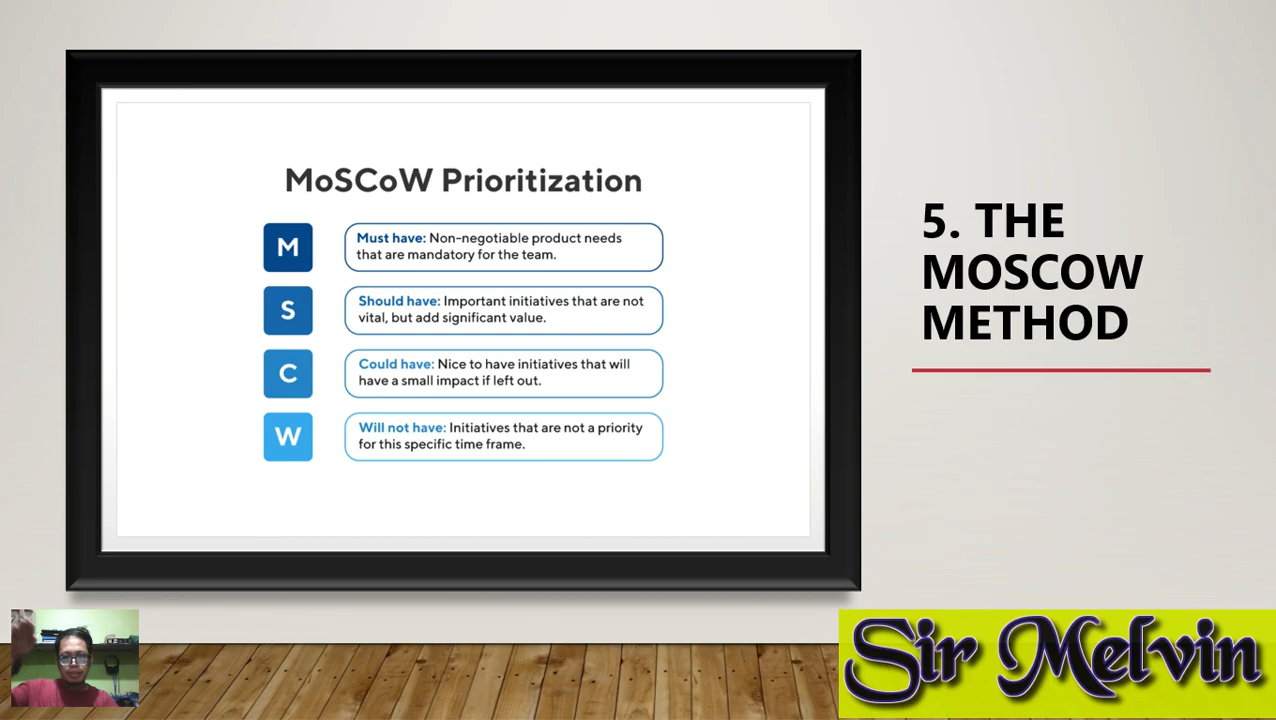 MoSCoW Prioritization
M
Must have: Non-negotiable product needs
that are mandatory for the team.
S
Should have: Important initiatives that are not
vital, but add significant value.
C
Could have: Nice to have initiatives that will
have a small impact if left out.
W
Will not have: Initiatives that are not a priority
for this specific time frame.
5. THE
MOSCOW
METHOD
Sir Melvin